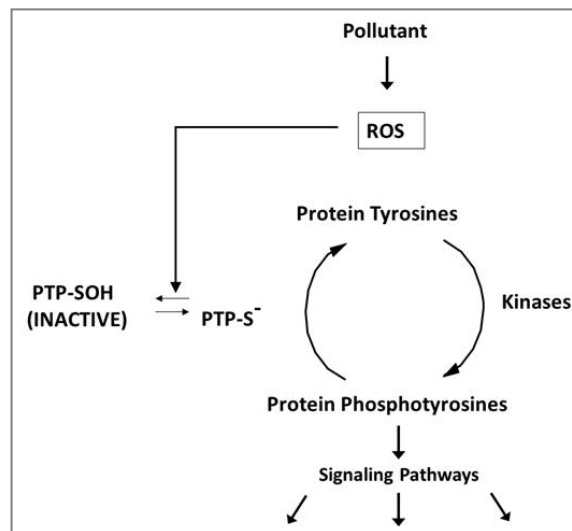 Pollutant
ROS
Protein Tyrosines
PTP-SOH
(INACTIVE)
PTP-S⁻
Kinases
Protein Phosphotyrosines
Signaling Pathways